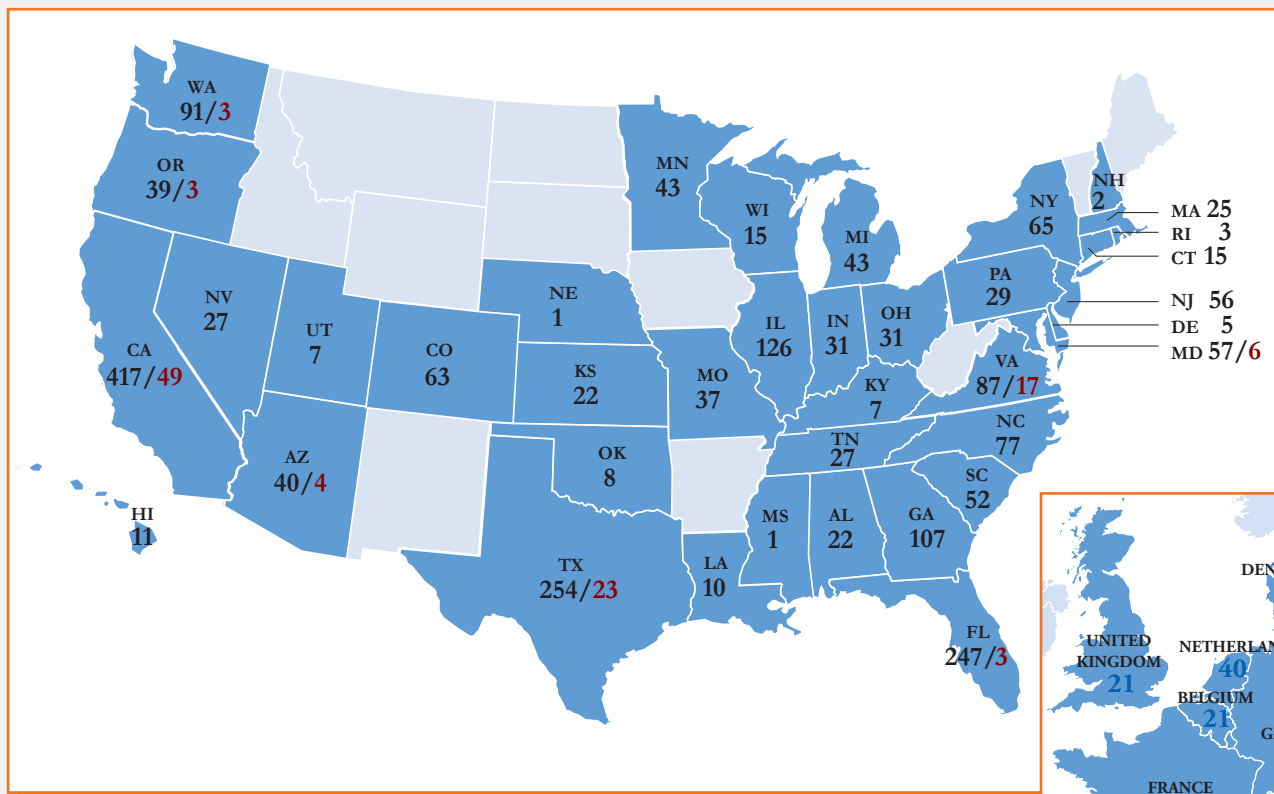 WA
91/3
OR
39/3
CA
417/49
NV
27
UT
7
AZ
40/4
CO
63
NE
1
KS
22
OK
8
TX
254/23
HI
11
MN
43
WI
15
MI
43
IL
126
IN
31
OH
31
MO
37
KY
7
TN
27
MS
1
AL
22
GA
107
LA
10
FL
247/3
SC
52
NC
77
VA
87/17
PA
29
NY
65
NH
2
MA 25
RI 3
CT 15
NJ 56
DE 5
MD 57/6
DEN
UNITED
KINGDOM
21
NETHERLAN
40
BELGIUM
21
G
FRANCE